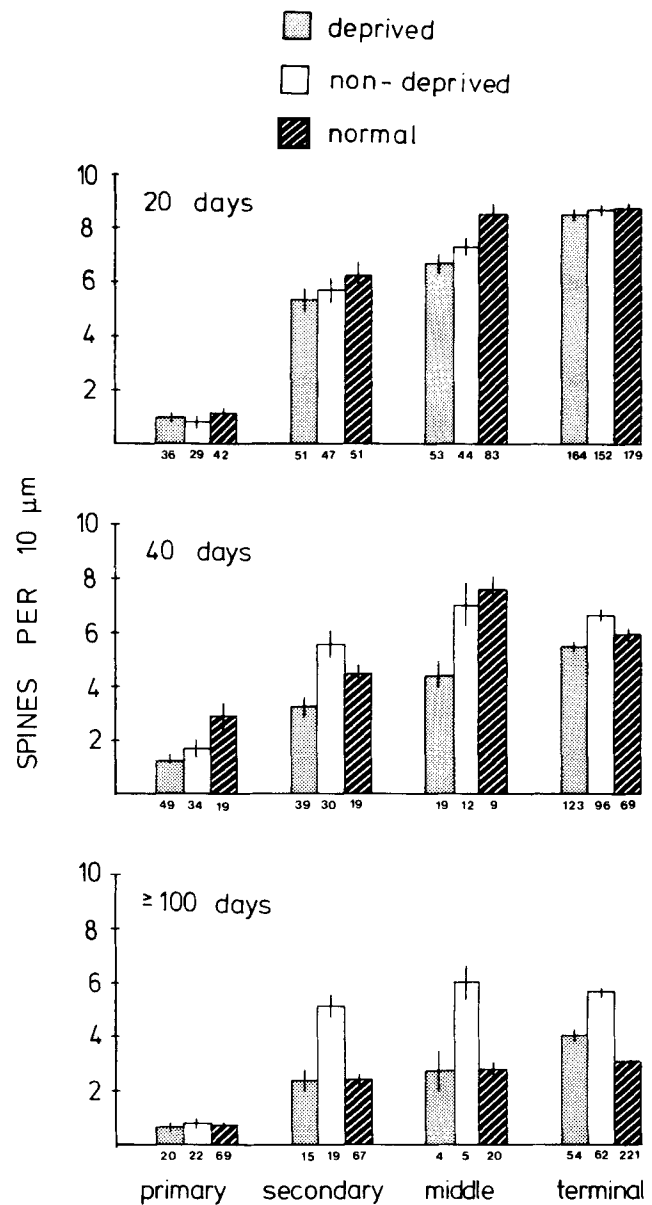 deprived
non-deprived
normal
SPINES PER 10 µm
20 days
10
8
6
4
2
36 29 42 51 47 51 53 44 83 164 152 179
40 days
10
8
6
4
2
49 34 19 39 30 19 19 12 9 123 96 69
≥100 days
10
8
6
4
2
20 22 69 15 19 67 4 5 20 54 62 221
primary secondary middle terminal